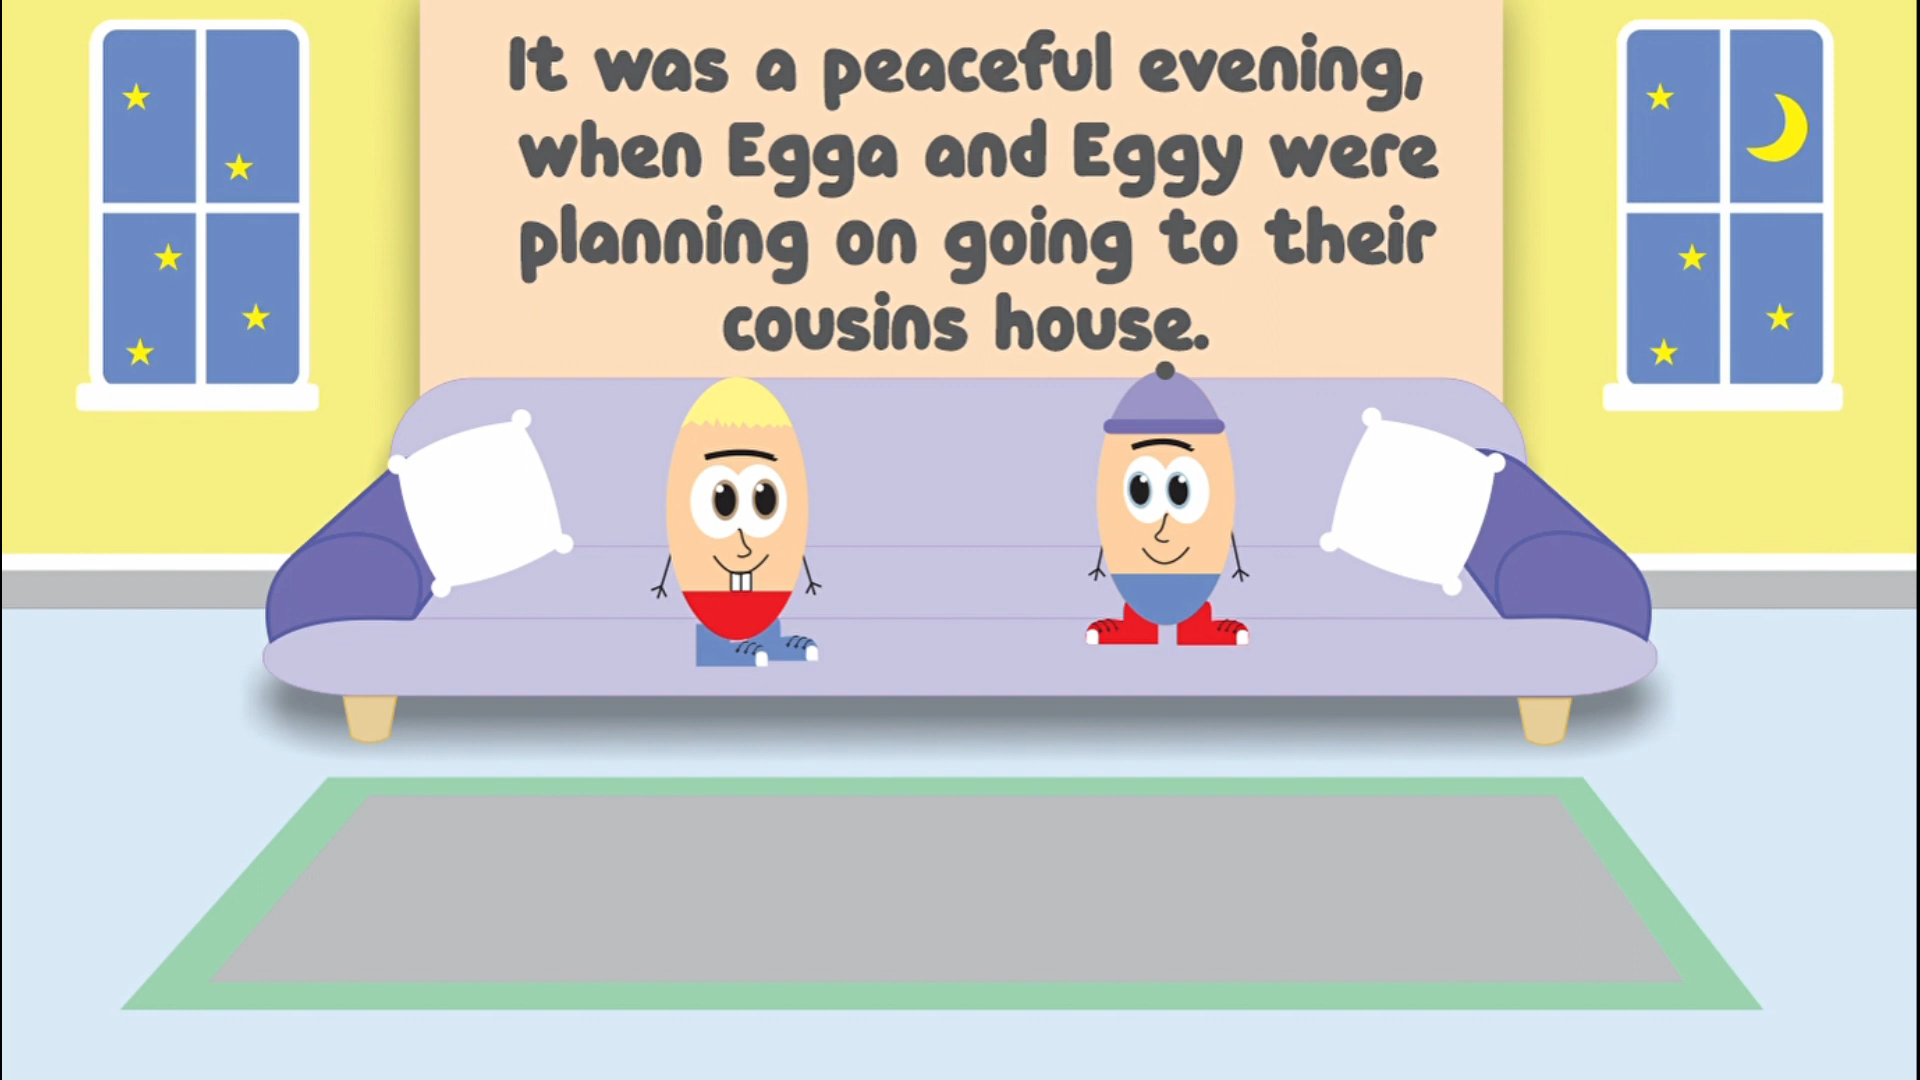 It was a peaceful evening,
when Egga and Eggy were
planning on going to their
cousins house.